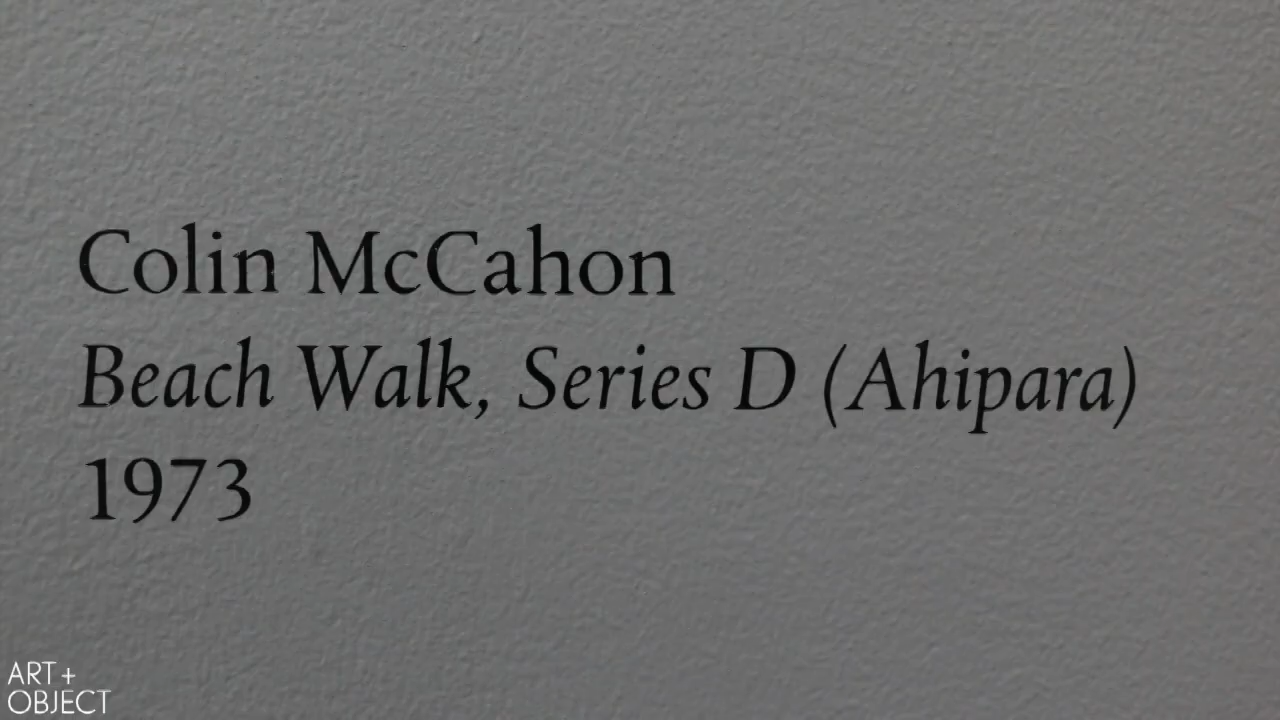 Colin McCahon
Beach Walk, Series D (Ahipara)
1973
ART +
OBJECT